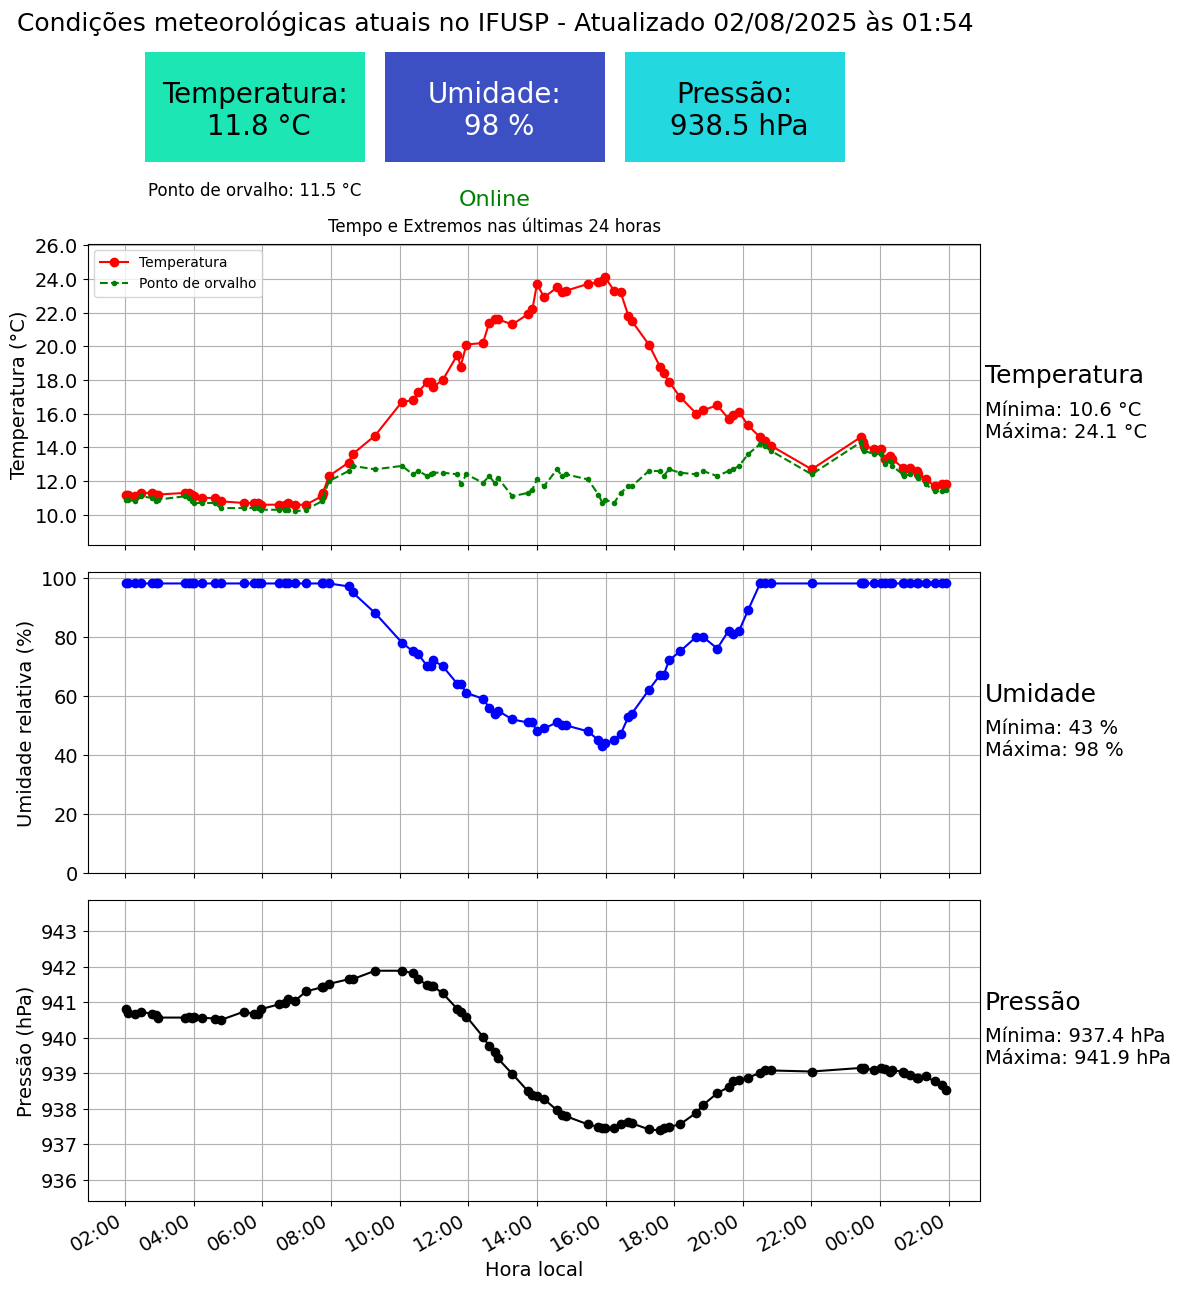 Condições meteorológicas atuais no IFUSP - Atualizado 02/08/2025 às 01:54
Temperatura:
11.8 °C
Umidade:
98 %
Pressão:
938.5 hPa
Ponto de orvalho: 11.5 °C
Online
Tempo e Extremos nas últimas 24 horas
Temperatura (°C)
26.0
24.0
22.0
20.0
18.0
16.0
14.0
12.0
10.0
Temperatura
Ponto de orvalho
Temperatura
Mínima: 10.6 °C
Máxima: 24.1 °C
Umidade relativa (%)
100
80
60
40
20
0
Umidade
Mínima: 43 %
Máxima: 98 %
Pressão (hPa)
943
942
941
940
939
938
937
936
Pressão
Mínima: 937.4 hPa
Máxima: 941.9 hPa
02:00
04:00
06:00
08:00
10:00
12:00
14:00
16:00
18:00
20:00
22:00
00:00
02:00
Hora local